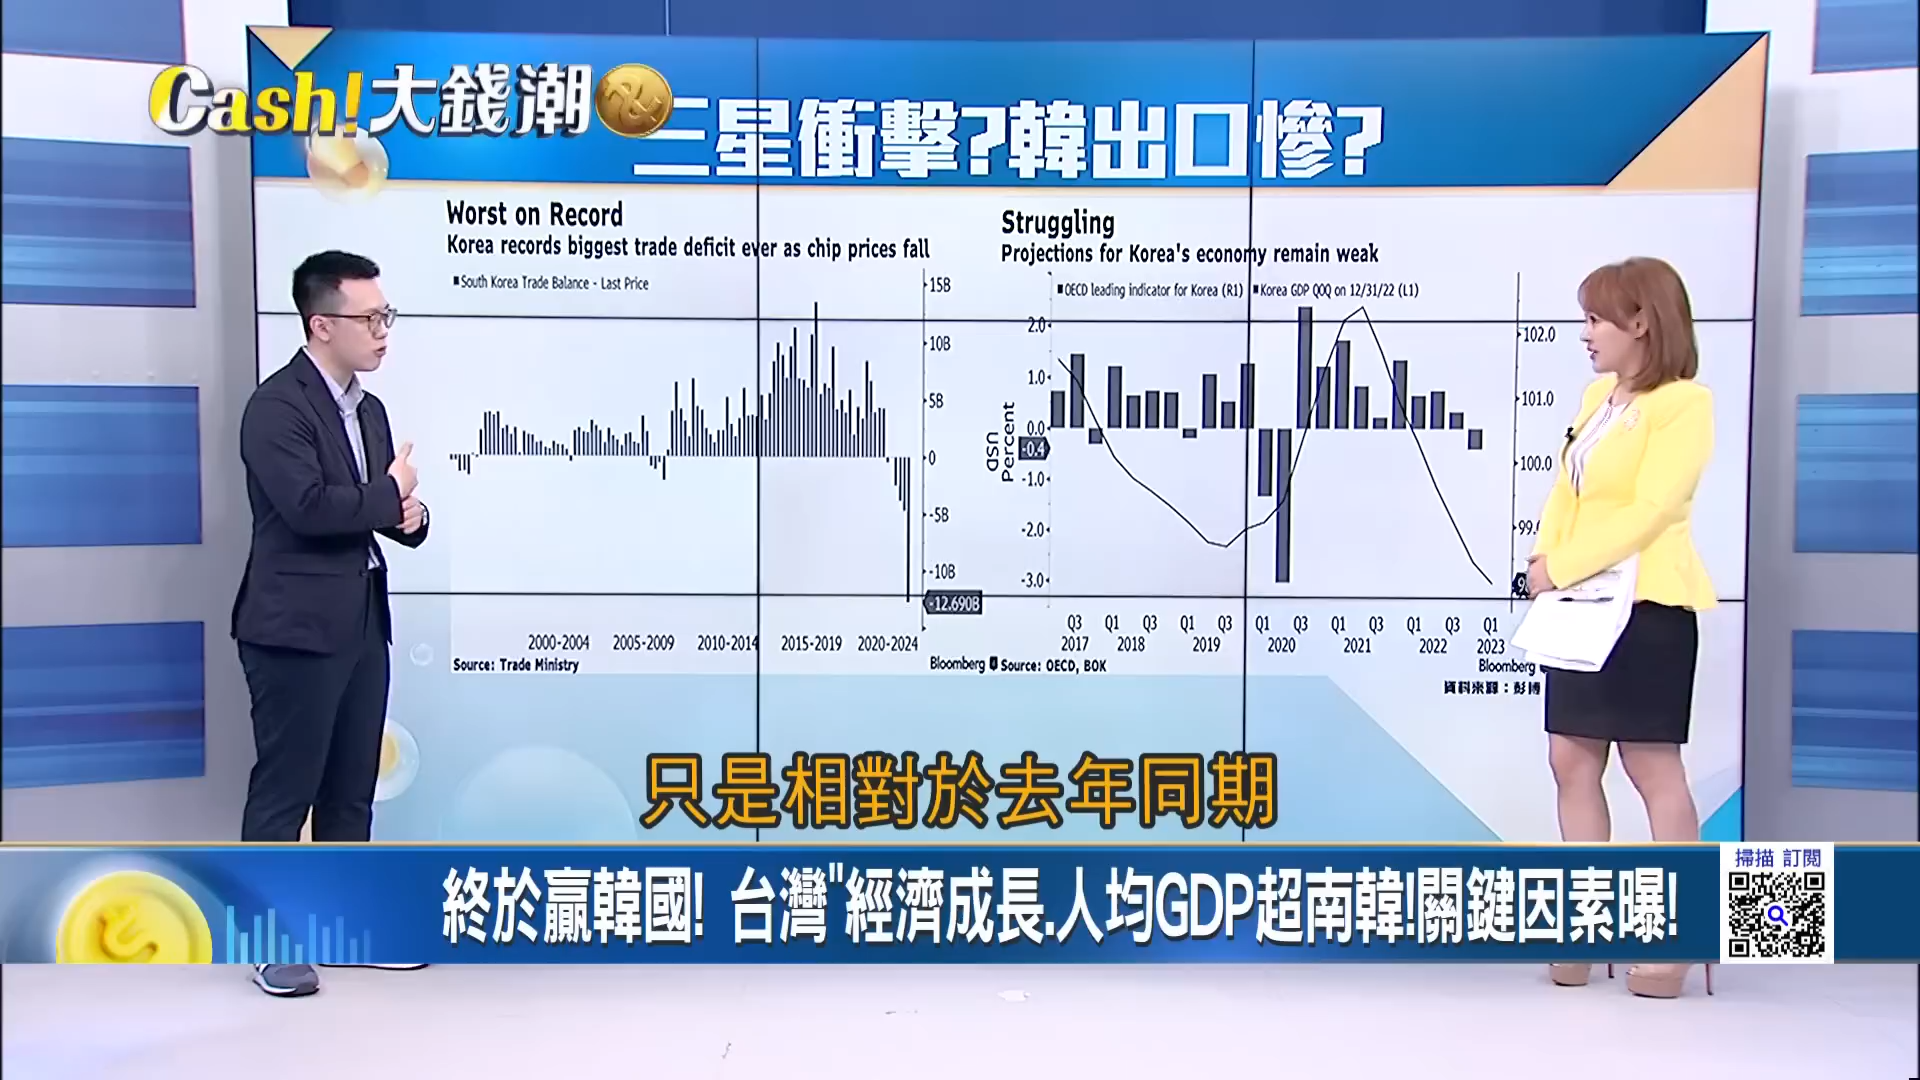 Cash!大錢潮
三星衝擊?韓出口慘?
Worst on Record
Korea records biggest trade deficit ever as chip prices fall
South Korea Trade Balance - Last Price
15B
10B
5B
0
-5B
-10B
-12.690B
2000-2004 2005-2009 2010-2014 2015-2019 2020-2024
Source: Trade Ministry
Bloomberg
Struggling
Projections for Korea's economy remain weak
OECD leading indicator for Korea (R1) Korea GDP QOQ on 12/31/22 (L1)
2.0
1.0
0.0
-0.4
-1.0
-2.0
-3.0
USD
Percent
102.0
101.0
100.0
Q3 Q1 Q3 Q1 Q3 Q1 Q3 Q1 Q3 Q1 Q3 Q1
2017 2018 2019 2020 2021 2022 2023
Source: OECD, BOK
Bloomberg
資料來源：彭博
只是相對於去年同期
終於贏韓國! 台灣"經濟成長.人均GDP超南韓!關鍵因素曝!
掃描 訂閱